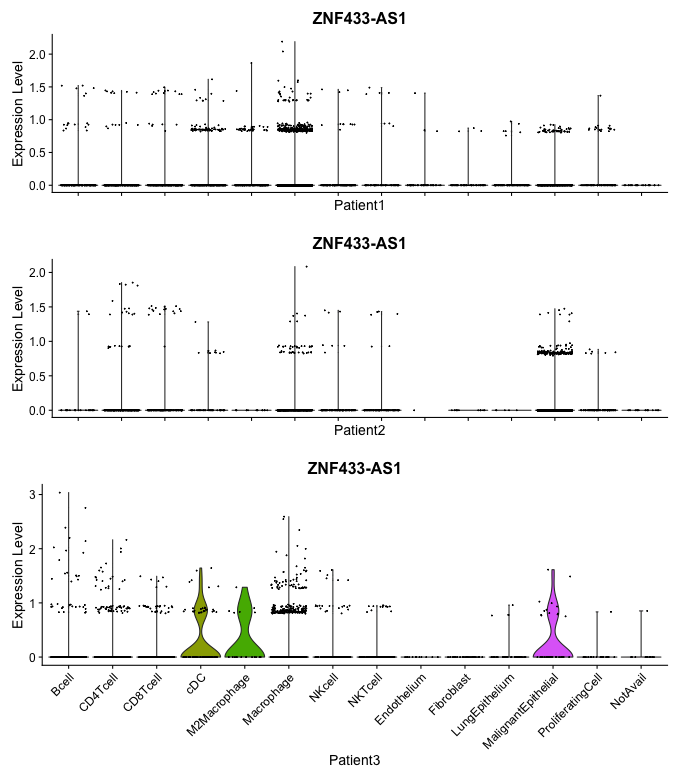 ZNF433-AS1
Expression Level
2.0
1.5
1.0
0.5
0.0
Patient1
ZNF433-AS1
Expression Level
2.0
1.5
1.0
0.5
0.0
Patient2
ZNF433-AS1
Expression Level
3
2
1
0
Bcell
CD4Tcell
CD8Tcell
cDC
M2Macrophage
Macrophage
NKcell
NKTcell
Endothelium
Fibroblast
LungEpithelium
MalignantEpithelial
ProliferatingCell
NotAvail
Patient3